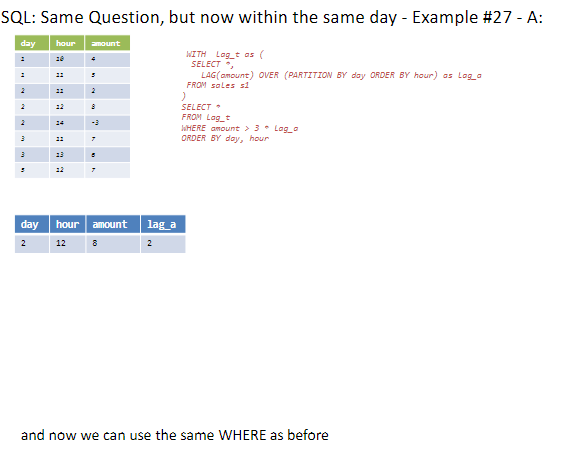 SQL: Same Question, but now within the same day - Example #27 - A:
day hour amount
1 10 4
1 11 5
2 11 2
2 12 8
2 14 -3
3 11 7
3 13 6
5 12 7
WITH lag_t as (
SELECT *,
LAG(amount) OVER (PARTITION BY day ORDER BY hour) as lag_a
FROM sales s1
)
SELECT *
FROM lag_t
WHERE amount > 3 * lag_a
ORDER BY day, hour
day hour amount lag_a
2 12 8 2
and now we can use the same WHERE as before